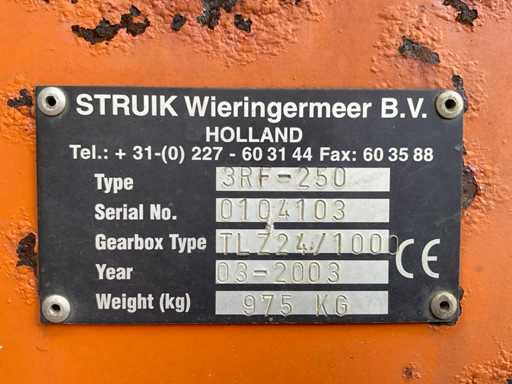 STRUIK Wieringermeer B.V.
HOLLAND
Tel.: + 31-(0) 227 - 60 31 44 Fax: 60 35 88
Type 3RF-250
Serial No. 0104103
Gearbox Type TLZ24/1000
Year 03-2003
Weight (kg) 975 KG
CE